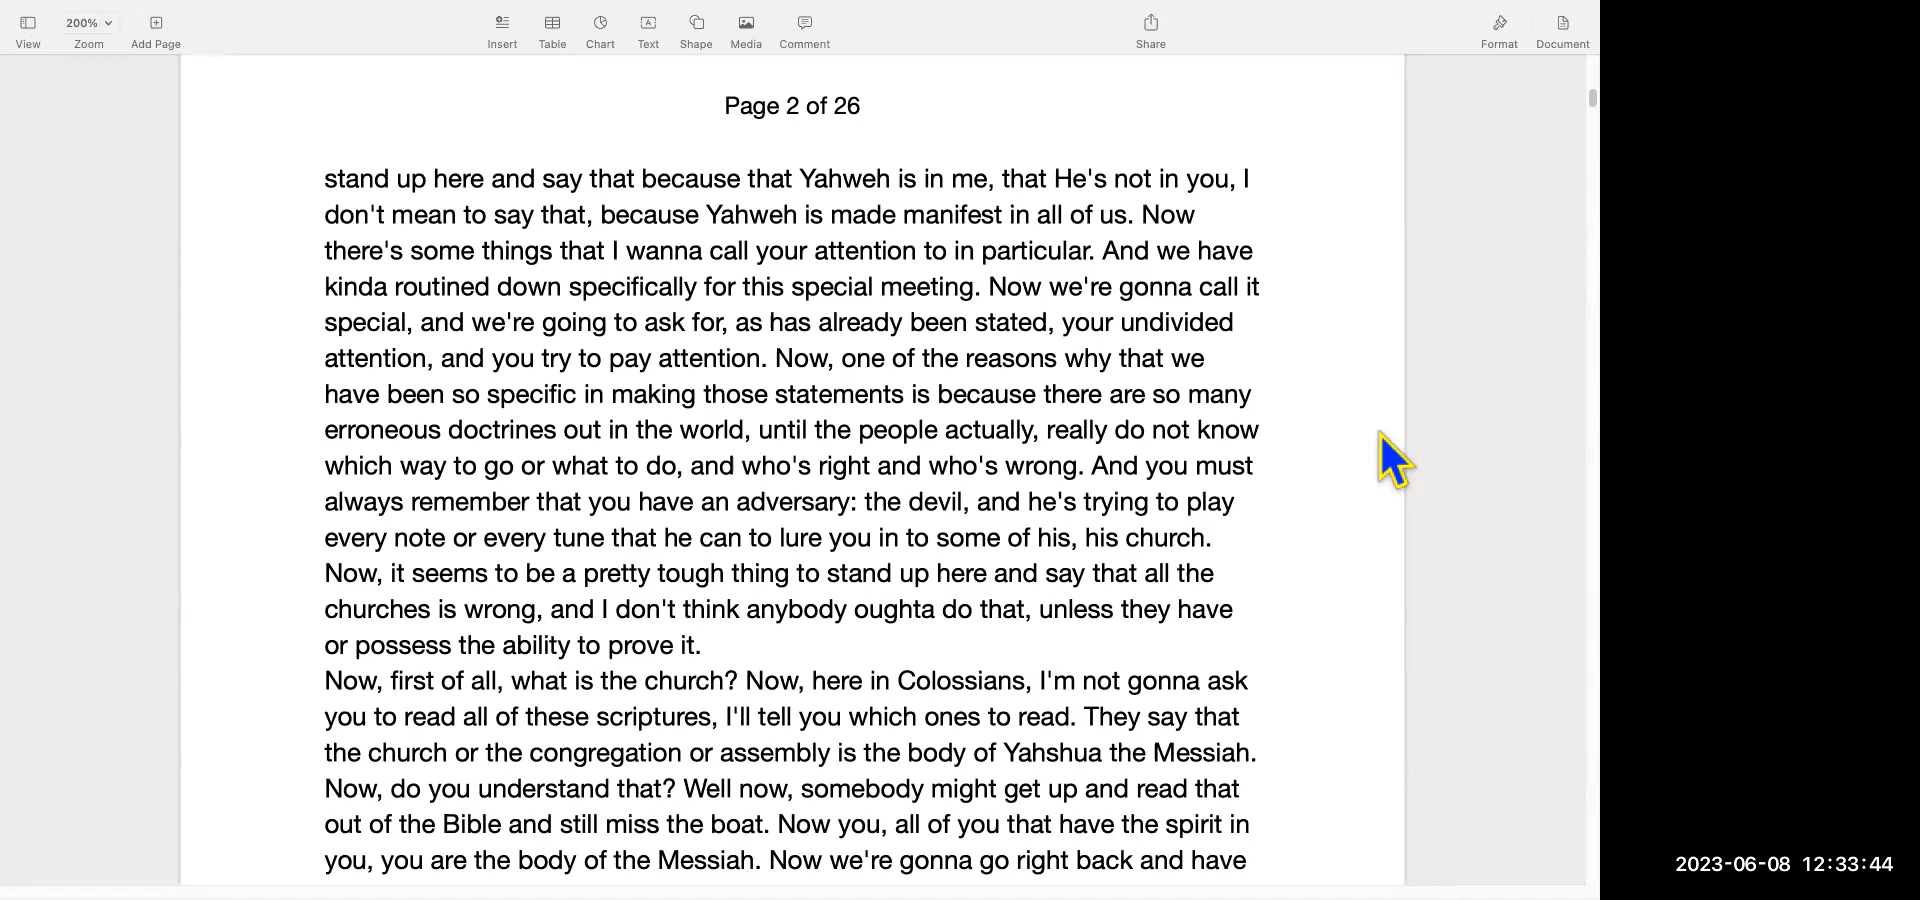 200%
View
Zoom
Add Page
Insert
Table
Chart
Text
Shape
Media
Comment
Share
Format
Document
Page 2 of 26
stand up here and say that because that Yahweh is in me, that He's not in you, I
don't mean to say that, because Yahweh is made manifest in all of us. Now
there's some things that I wanna call your attention to in particular. And we have
kinda routined down specifically for this special meeting. Now we're gonna call it
special, and we're going to ask for, as has already been stated, your undivided
attention, and you try to pay attention. Now, one of the reasons why that we
have been so specific in making those statements is because there are so many
erroneous doctrines out in the world, until the people actually, really do not know
which way to go or what to do, and who's right and who's wrong. And you must
always remember that you have an adversary: the devil, and he's trying to play
every note or every tune that he can to lure you in to some of his, his church.
Now, it seems to be a pretty tough thing to stand up here and say that all the
churches is wrong, and I don't think anybody oughta do that, unless they have
or possess the ability to prove it.
Now, first of all, what is the church? Now, here in Colossians, I'm not gonna ask
you to read all of these scriptures, I'll tell you which ones to read. They say that
the church or the congregation or assembly is the body of Yahshua the Messiah.
Now, do you understand that? Well now, somebody might get up and read that
out of the Bible and still miss the boat. Now you, all of you that have the spirit in
you, you are the body of the Messiah. Now we're gonna go right back and have
2023-06-08 12:33:44